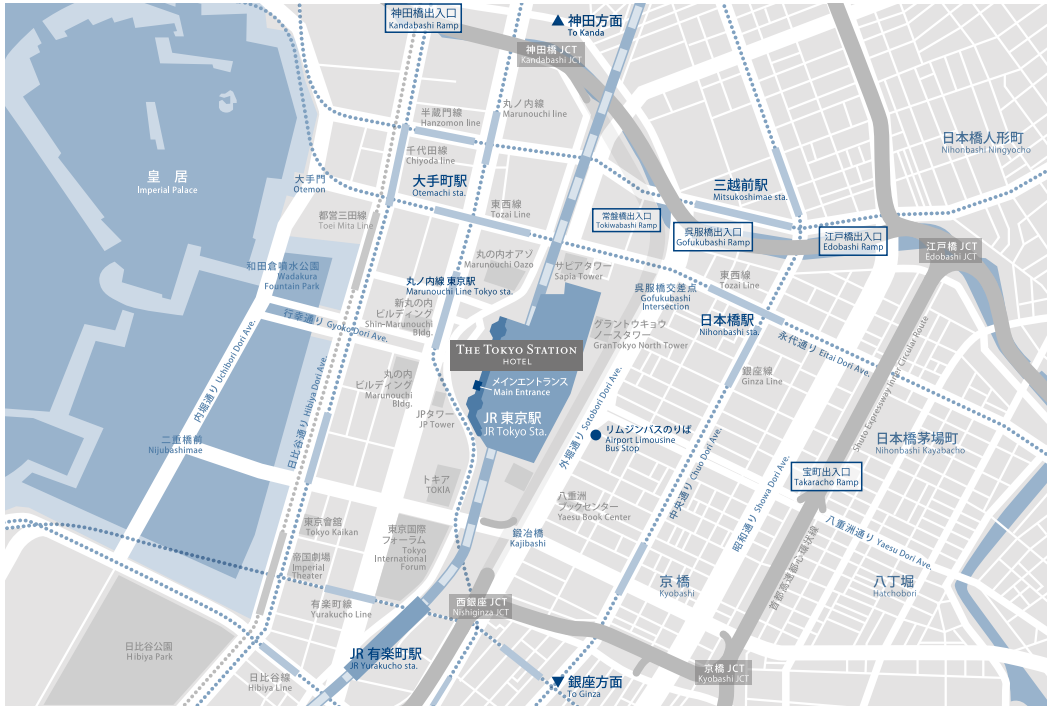 神田橋出入口
Kandabashi Ramp
神田方面
To Kanda
神田橋 JCT
Kandabashi JCT
半蔵門線
Hanzomon line
丸ノ内線
Marunouchi line
日本橋人形町
Nihonbashi Ningyocho
千代田線
Chiyoda line
皇 居
Imperial Palace
大手門
Otemon
大手町駅
Otemachi sta.
三越前駅
Mitsukoshimae sta.
都営三田線
Toei Mita Line
東西線
Tozai Line
常盤橋出入口
Tokiwabashi Ramp
呉服橋出入口
Gofukubashi Ramp
江戸橋出入口
Edobashi Ramp
江戸橋 JCT
Edobashi JCT
丸の内オアゾ
Marunouchi Oazo
和田倉噴水公園
Wadakura
Fountain Park
サピアタワー
Sapia Tower
丸ノ内線 東京駅
Marunouchi Line Tokyo sta.
呉服橋交差点
Gofukubashi
Intersection
東西線
Tozai Line
新丸の内
ビルディング
Shin-Marunouchi
Bldg.
行幸通り Gyoko Dori Ave.
グラントウキョウ
ノースタワー
GranTokyo North Tower
日本橋駅
Nihonbashi sta.
永代通り Eitai Dori Ave.
THE TOKYO STATION
HOTEL
内堀通り Uchibori Dori Ave.
日比谷通り Hibiya Dori Ave.
丸の内
ビルディング
Marunouchi
Bldg.
メインエントランス
Main Entrance
銀座線
Ginza Line
首都高速都心環状線 Shuto Expressway Inner Circular Route
JPタワー
JP Tower
JR 東京駅
JR Tokyo Sta.
外堀通り Sotobori Dori Ave.
リムジンバスのりば
Airport Limousine
Bus Stop
二重橋前
Nijubashimae
日本橋茅場町
Nihonbashi Kayabacho
中央通り Chuo Dori Ave.
昭和通り Showa Dori Ave.
宝町出入口
Takaracho Ramp
トキア
TOKIA
八重洲
ブックセンター
Yaesu Book Center
東京會館
Tokyo Kaikan
東京国際
フォーラム
Tokyo
International
Forum
鍛冶橋
Kajibashi
八重洲通り Yaesu Dori Ave.
帝国劇場
Imperial
Theater
京橋
Kyobashi
八丁堀
Hatchobori
有楽町線
Yurakucho Line
西銀座 JCT
Nishiginza JCT
日比谷公園
Hibiya Park
JR 有楽町駅
JR Yurakucho sta.
京橋 JCT
Kyobashi JCT
日比谷線
Hibiya Line
銀座方面
To Ginza